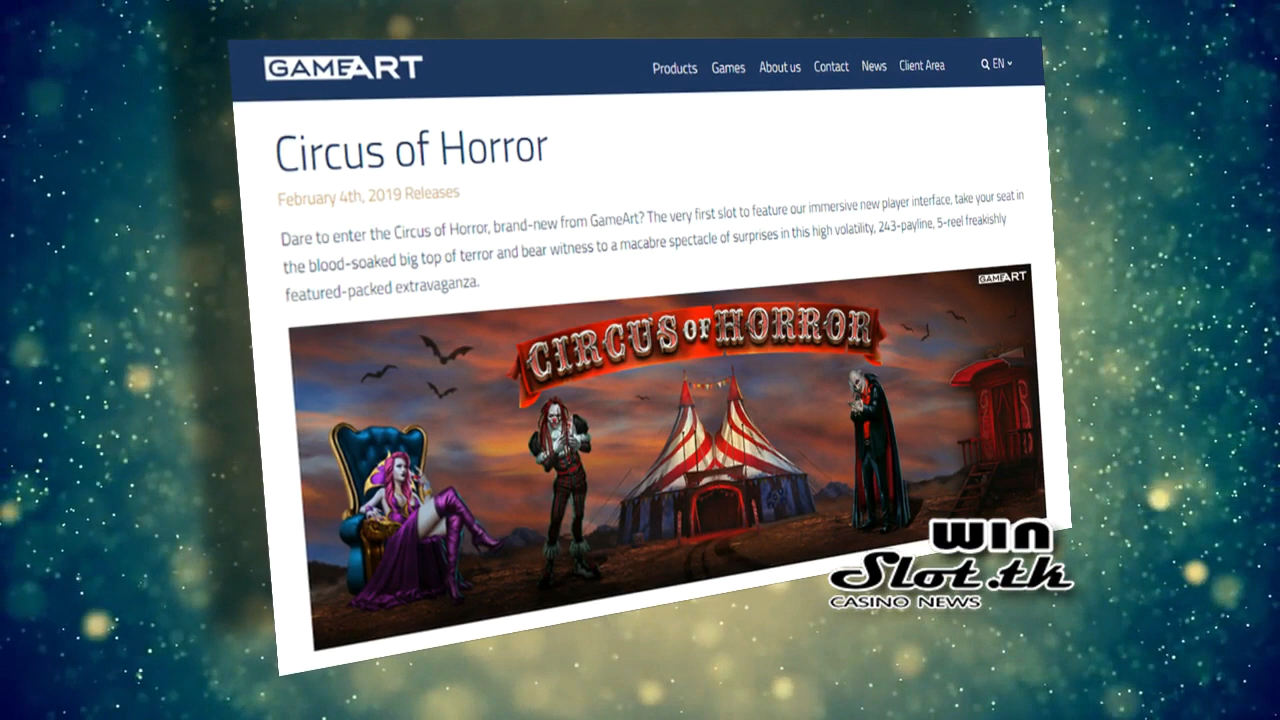 GAMEART
Products Games About us Contact News Client Area EN
Circus of Horror
February 4th, 2019 Releases
Dare to enter the Circus of Horror, brand-new from GameArt? The very first slot to feature our immersive new player interface, take your seat in
the blood-soaked big top of terror and bear witness to a macabre spectacle of surprises in this high volatility, 243-payline, 5-reel freakishly
featured-packed extravaganza.
GAMEART
CIRCUS OF HORROR
WIN
Slot.tk
CASINO NEWS